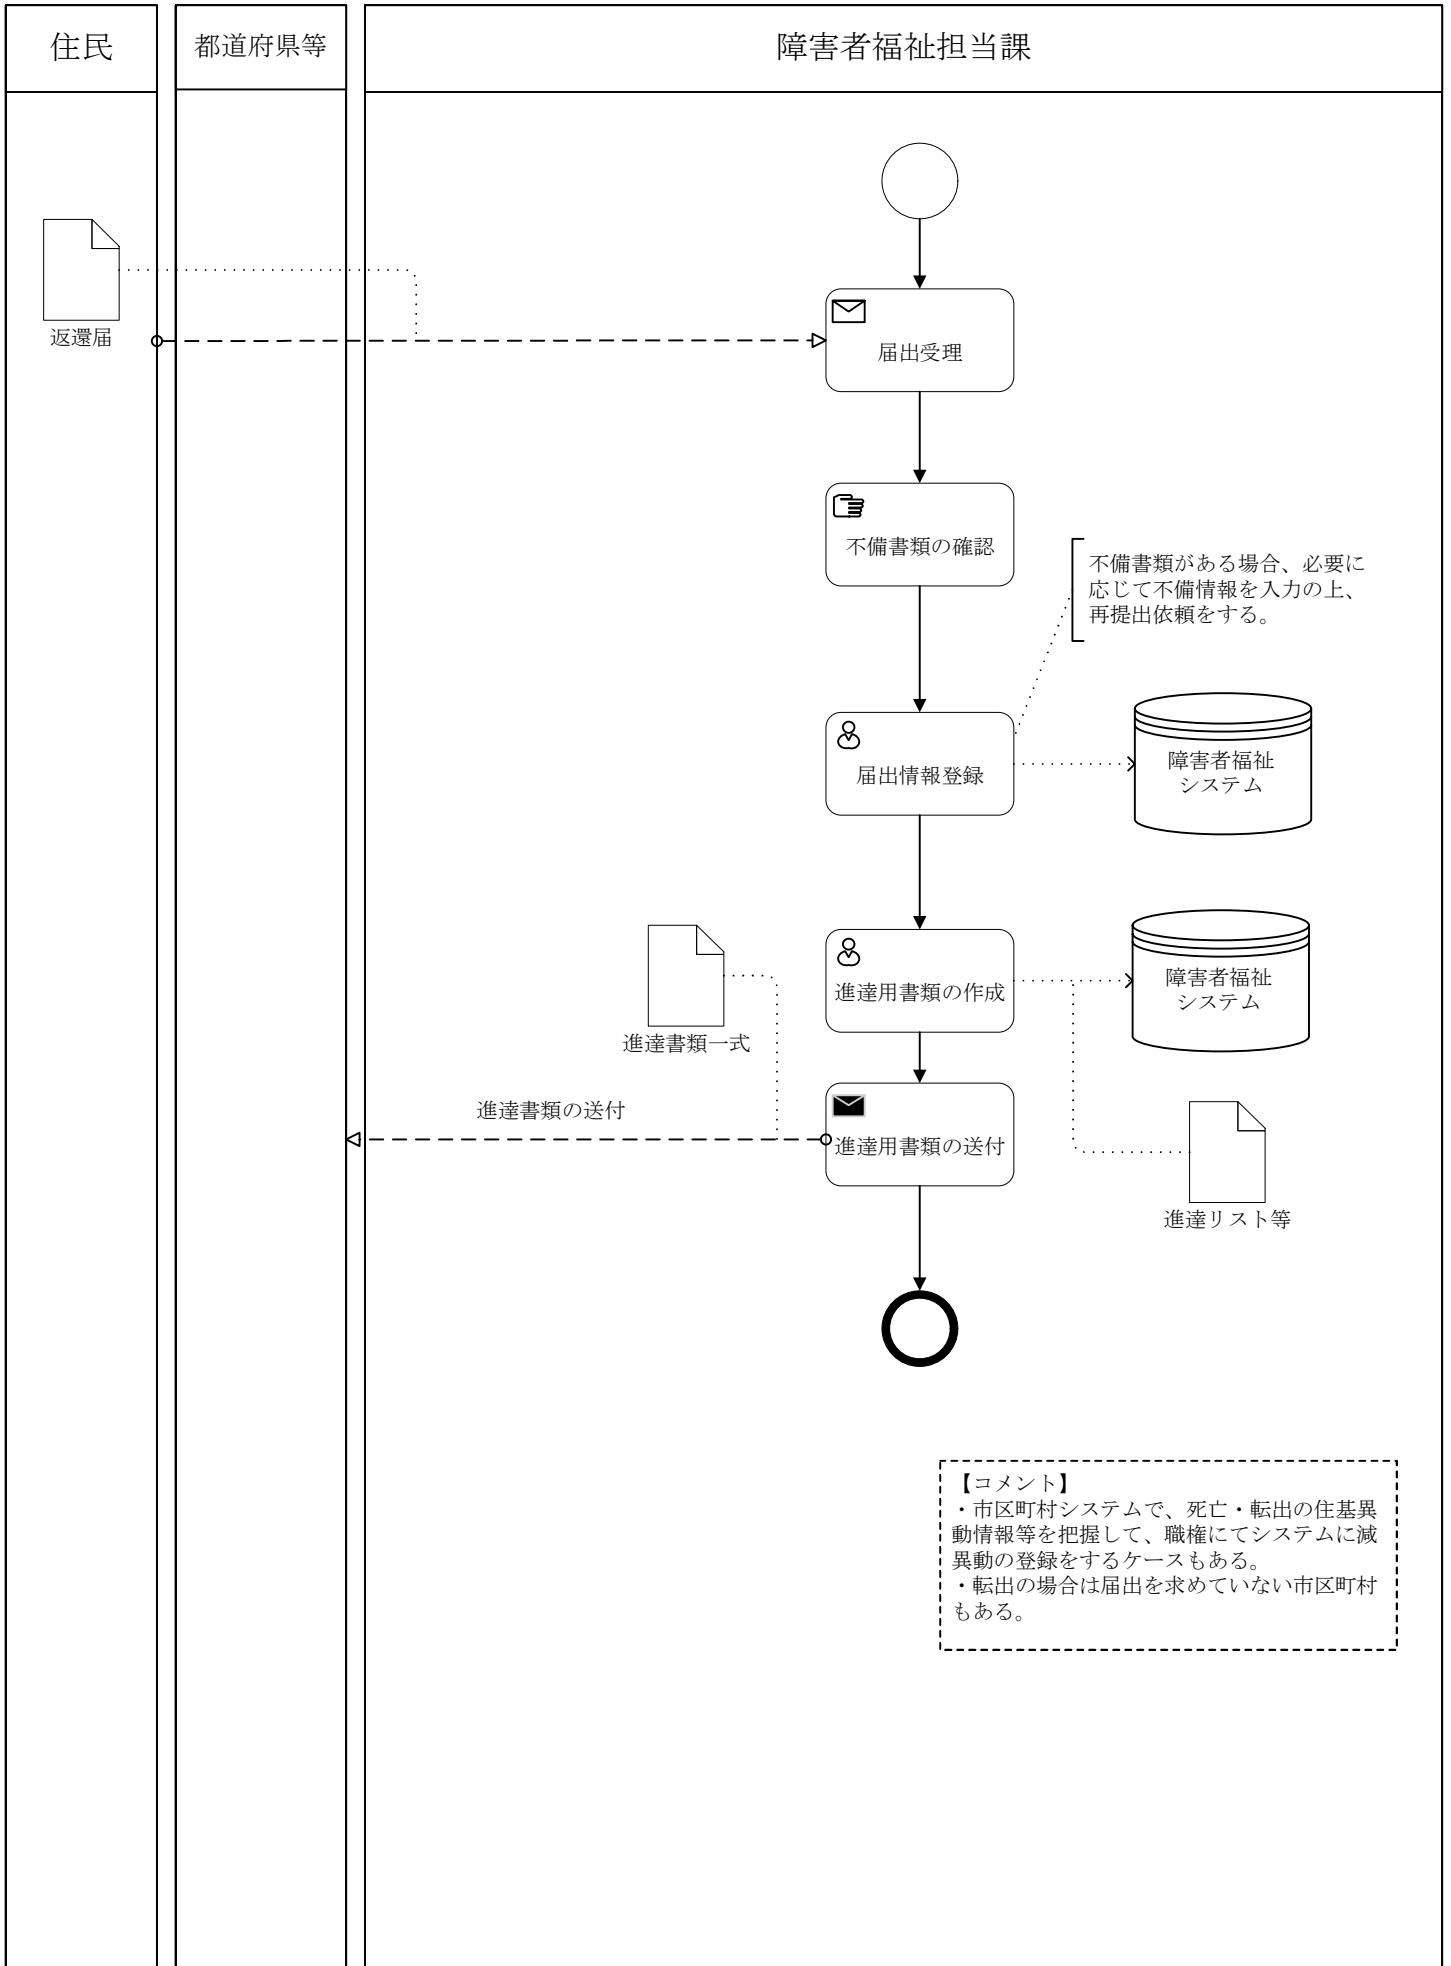 住民
都道府県等
障害者福祉担当課
返還届
届出受理
不備書類の確認
不備書類がある場合、必要に
応じて不備情報を入力の上、
再提出依頼をする。
届出情報登録
障害者福祉
システム
進達用書類の作成
障害者福祉
システム
進達書類一式
進達書類の送付
進達用書類の送付
進達リスト等
【コメント】
・市区町村システムで、死亡・転出の住基異
動情報等を把握して、職権にてシステムに減
異動の登録をするケースもある。
・転出の場合は届出を求めていない市区町村
もある。